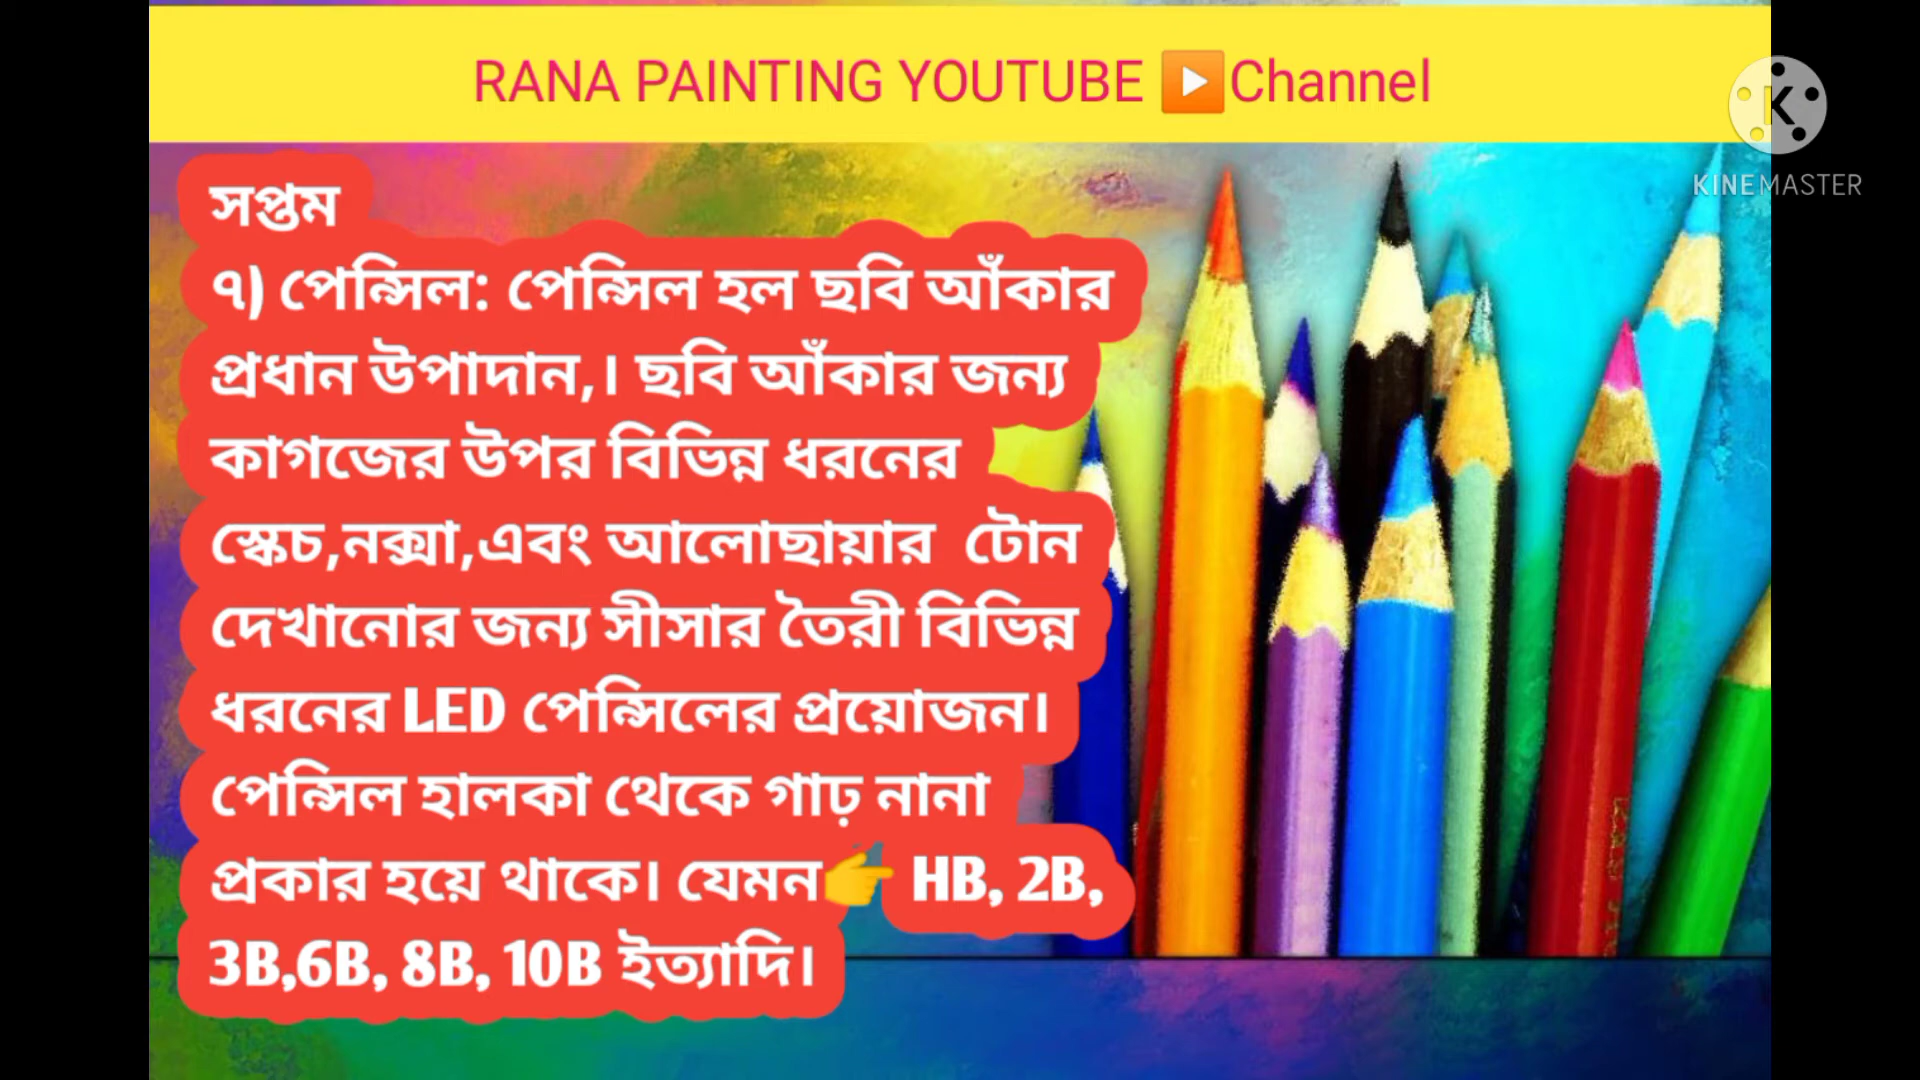 RANA PAINTING YOUTUBE ▶️Channel
KINEMASTER
সপ্তম
৭) পেন্সিল: পেন্সিল হল ছবি আঁকার
প্রধান উপাদান,। ছবি আঁকার জন্য
কাগজের উপর বিভিন্ন ধরনের
স্কেচ,নক্সা,এবং আলোছায়ার টোন
দেখানোর জন্য সীসার তৈরী বিভিন্ন
ধরনের LED পেন্সিলের প্রয়োজন।
পেন্সিল হালকা থেকে গাঢ় নানা
প্রকার হয়ে থাকে। যেমন👉 HB, 2B,
3B,6B, 8B, 10B ইত্যাদি।